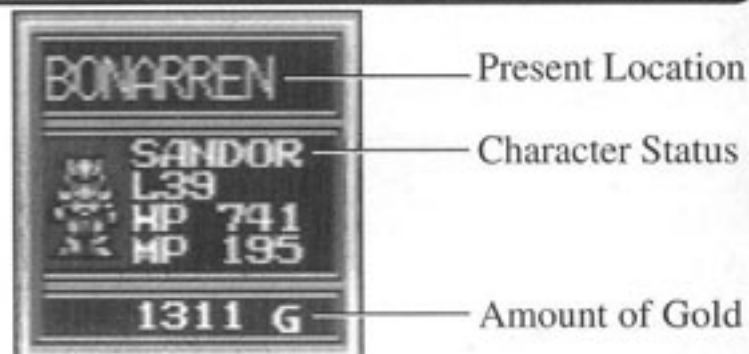 BONARREN
Present Location
SANDOR
Character Status
L39
HP 741
MP 195
1311 G
Amount of Gold